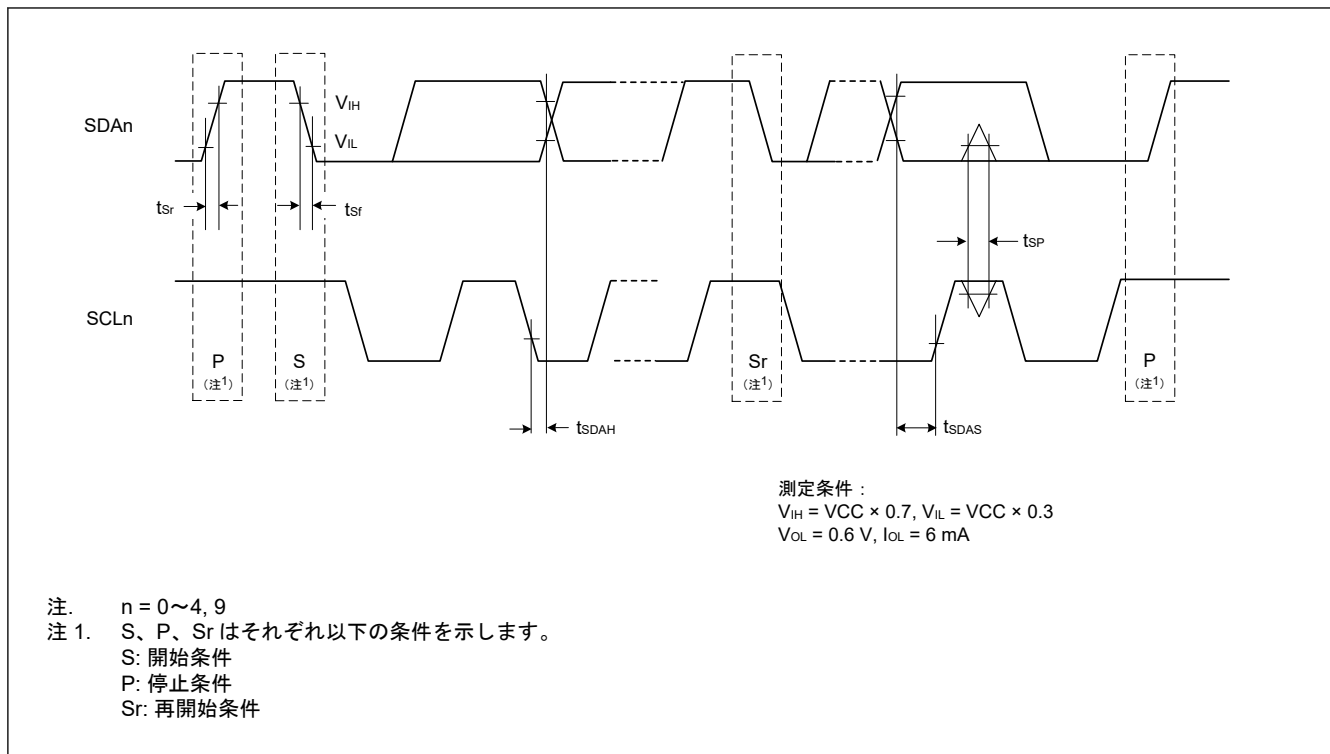 SDAn
VIH
VIL
tSr
tSf
tSP
SCLn
P
(注1)
S
(注1)
Sr
(注1)
P
(注1)
tSDAH
tSDAS
測定条件：
VIH = VCC × 0.7, VIL = VCC × 0.3
VOL = 0.6 V, IOL = 6 mA
注. n = 0～4, 9
注 1. S、P、Sr はそれぞれ以下の条件を示します。
S: 開始条件
P: 停止条件
Sr: 再開始条件